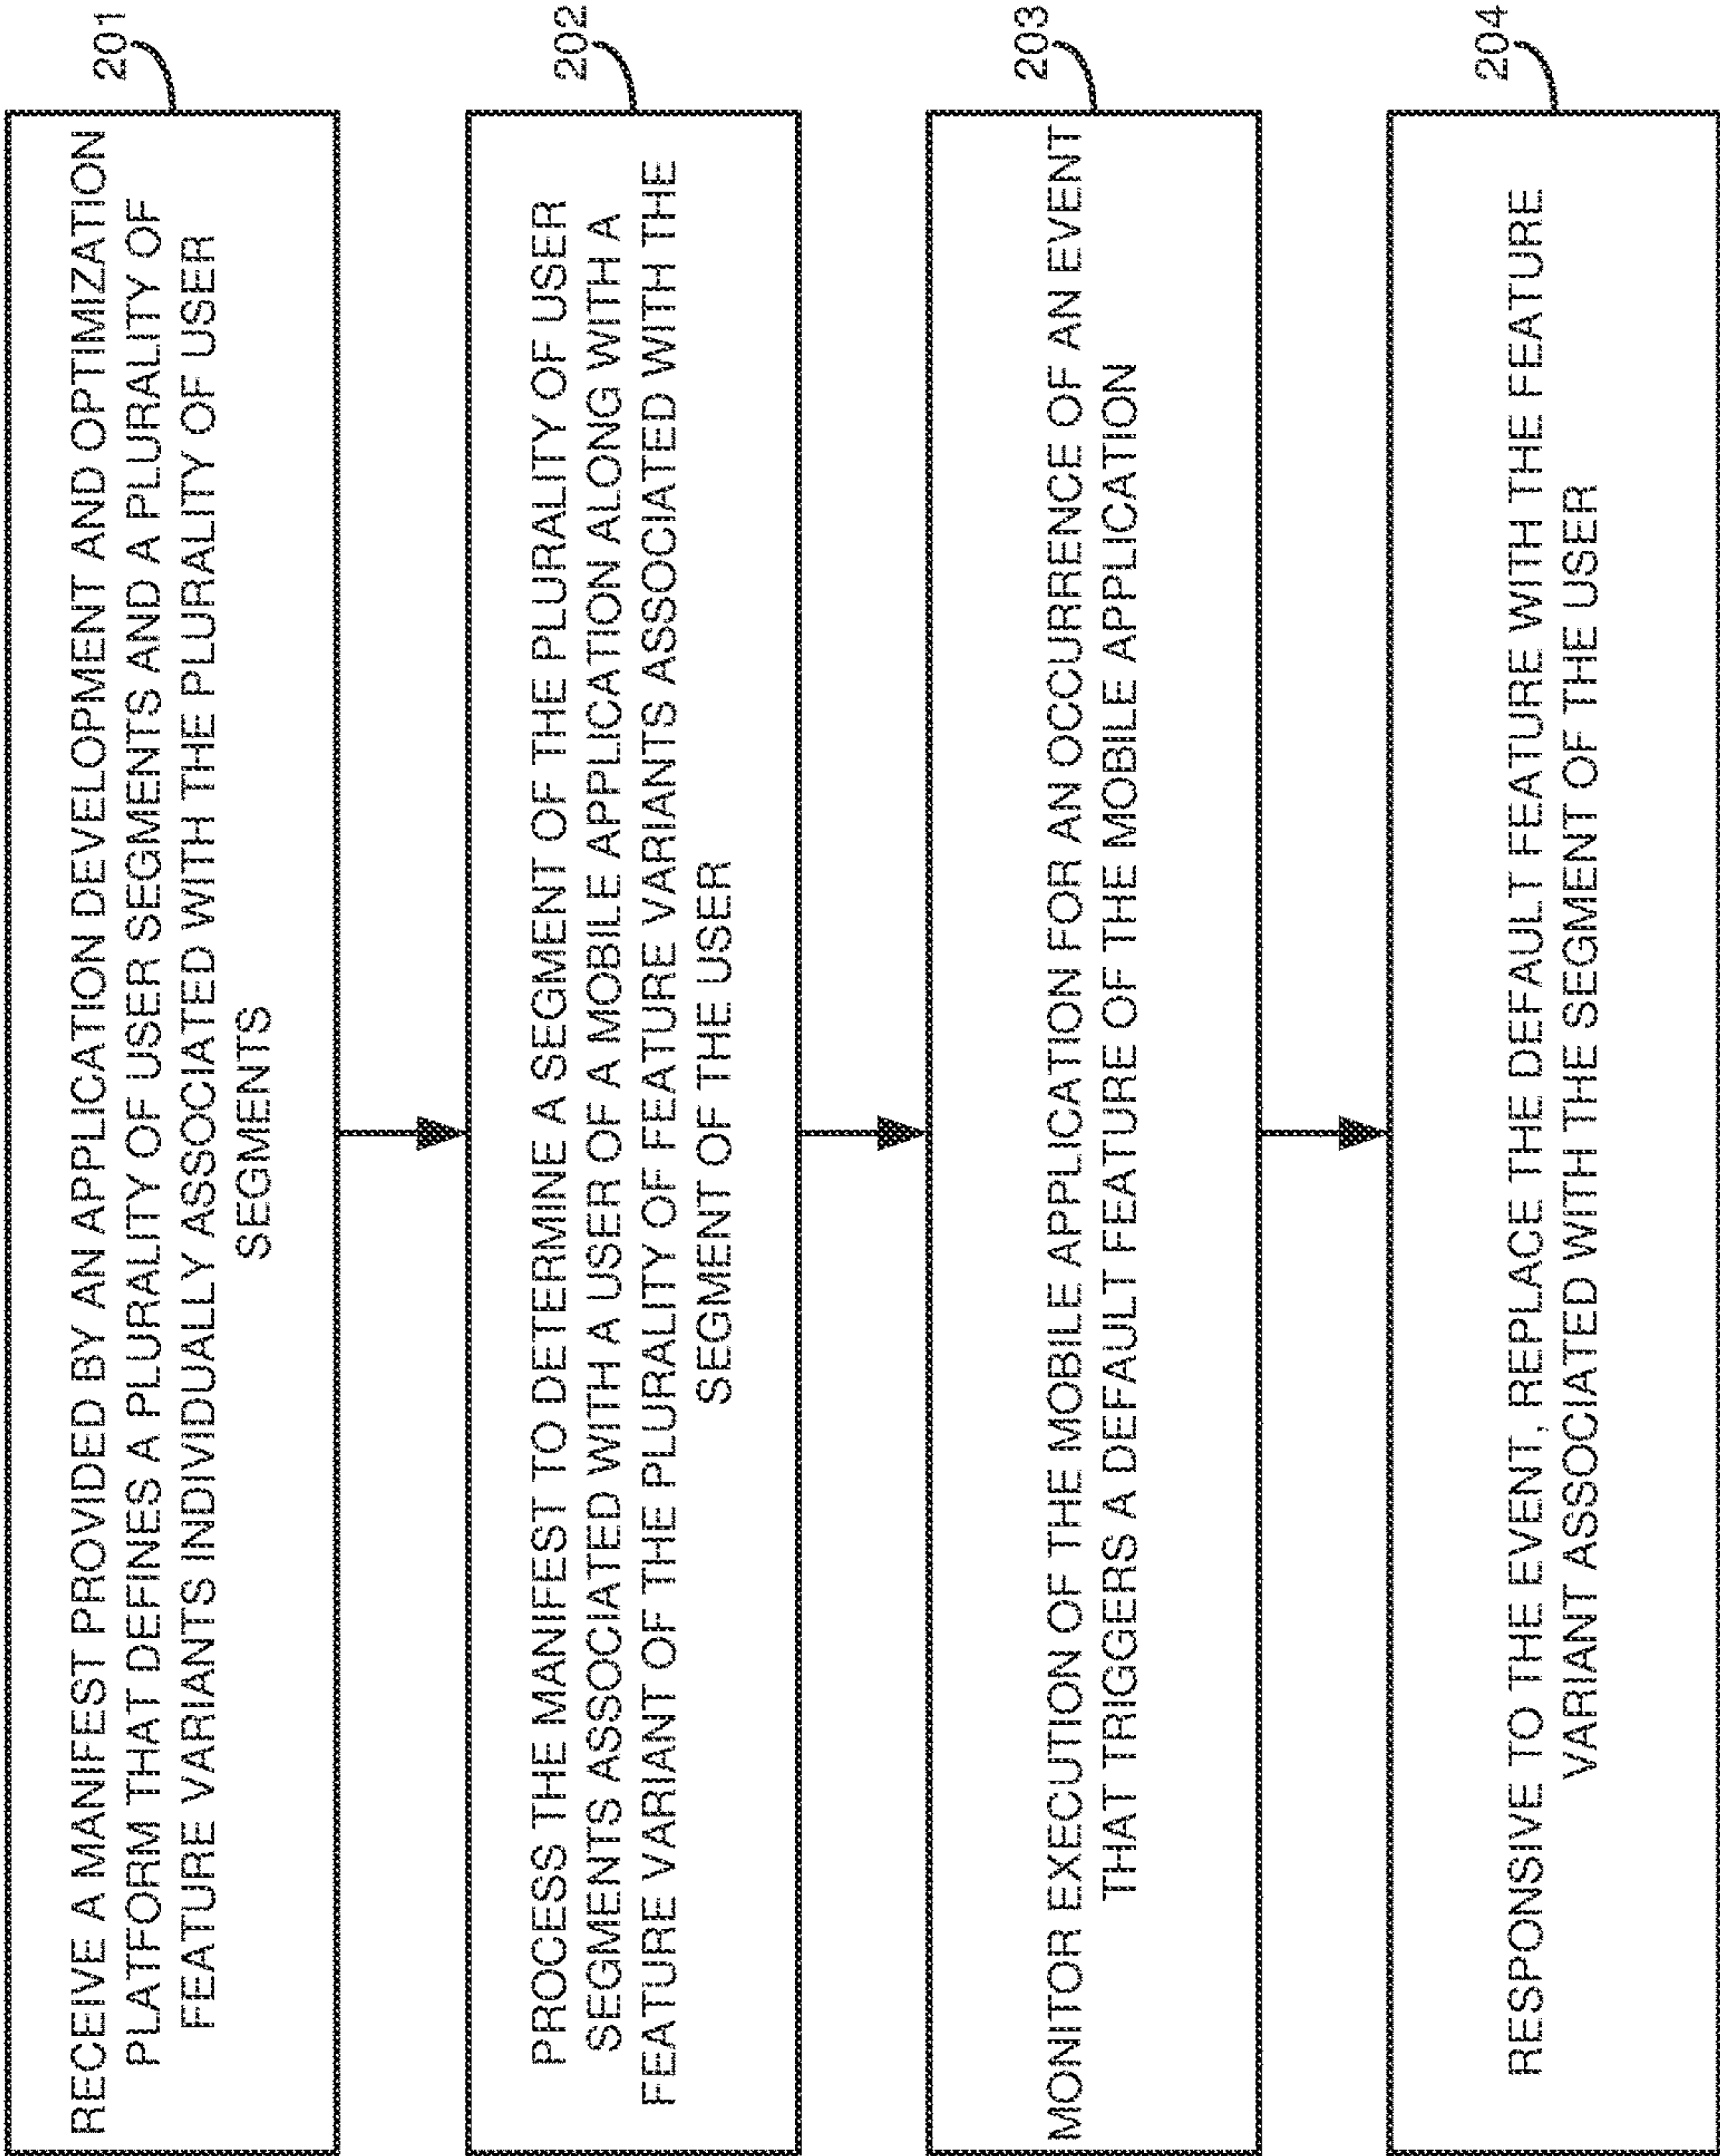 RECEIVE A MANIFEST PROVIDED BY AN APPLICATION DEVELOPMENT AND OPTIMIZATION
PLATFORM THAT DEFINES A PLURALITY OF USER SEGMENTS AND A PLURALITY OF
FEATURE VARIANTS INDIVIDUALLY ASSOCIATED WITH THE PLURALITY OF USER
SEGMENTS
201
PROCESS THE MANIFEST TO DETERMINE A SEGMENT OF THE PLURALITY OF USER
SEGMENTS ASSOCIATED WITH A USER OF A MOBILE APPLICATION ALONG WITH A
FEATURE VARIANT OF THE PLURALITY OF FEATURE VARIANTS ASSOCIATED WITH THE
SEGMENT OF THE USER
202
MONITOR EXECUTION OF THE MOBILE APPLICATION FOR AN OCCURRENCE OF AN EVENT
THAT TRIGGERS A DEFAULT FEATURE OF THE MOBILE APPLICATION
203
RESPONSIVE TO THE EVENT, REPLACE THE DEFAULT FEATURE WITH THE FEATURE
VARIANT ASSOCIATED WITH THE SEGMENT OF THE USER
204